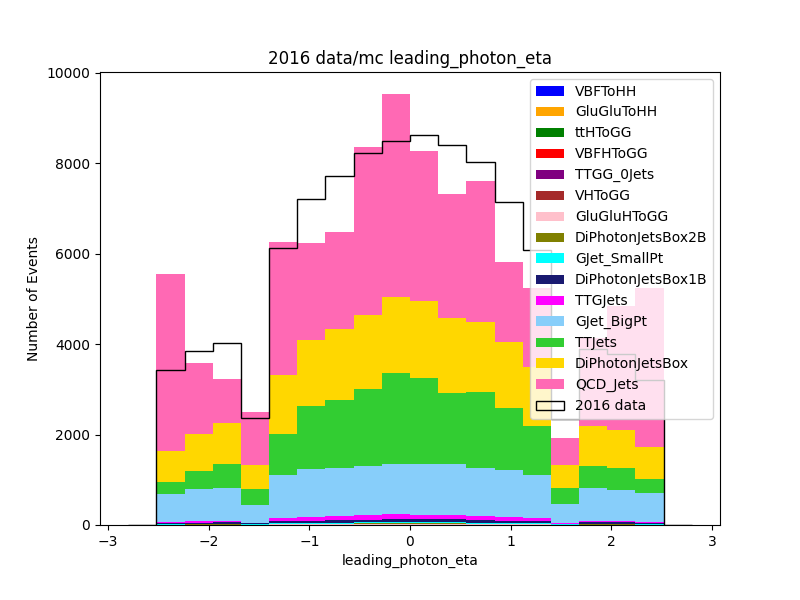 2016 data/mc leading_photon_eta
10000
8000
6000
4000
2000
0
Number of Events
−3
−2
−1
0
1
2
3
leading_photon_eta
VBFToHH
GluGluToHH
ttHToGG
VBFHToGG
TTGG_0Jets
VHToGG
GluGluHToGG
DiPhotonJetsBox2B
GJet_SmallPt
DiPhotonJetsBox1B
TTGJets
GJet_BigPt
TTJets
DiPhotonJetsBox
QCD_Jets
2016 data